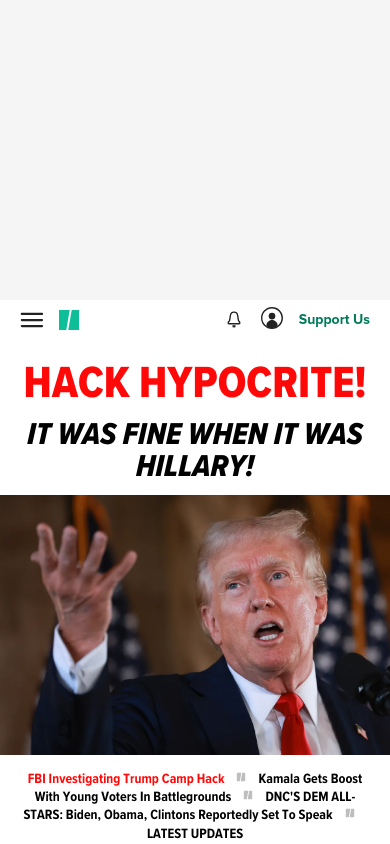 Support Us
HACK HYPOCRITE!
IT WAS FINE WHEN IT WAS
HILLARY!
FBI Investigating Trump Camp Hack Kamala Gets Boost
With Young Voters In Battlegrounds DNC'S DEM ALL-
STARS: Biden, Obama, Clintons Reportedly Set To Speak
LATEST UPDATES